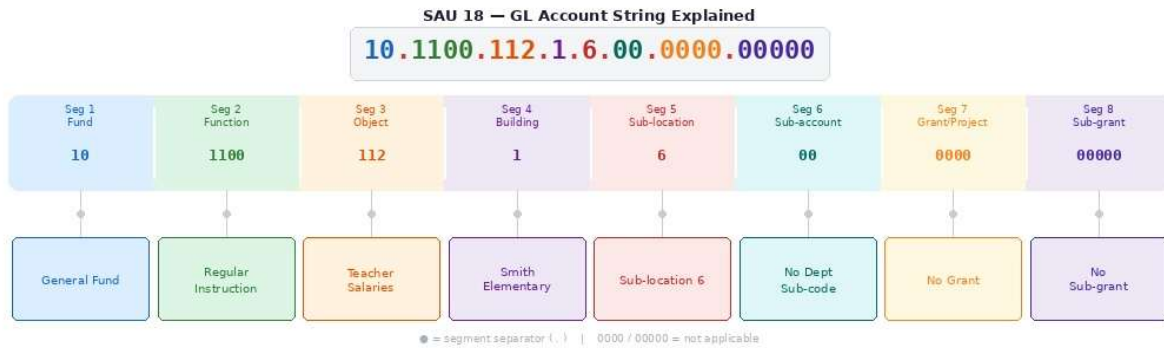 SAU 18 — GL Account String Explained
10.1100.112.1.6.00.0000.00000
Seg 1
Fund
10
Seg 2
Function
1100
Seg 3
Object
112
Seg 4
Building
1
Seg 5
Sub-location
6
Seg 6
Sub-account
00
Seg 7
Grant/Project
0000
Seg 8
Sub-grant
00000
General Fund
Regular
Instruction
Teacher
Salaries
Smith
Elementary
Sub-location 6
No Dept
Sub-code
No Grant
No
Sub-grant
● = segment separator ( . ) | 0000 / 00000 = not applicable